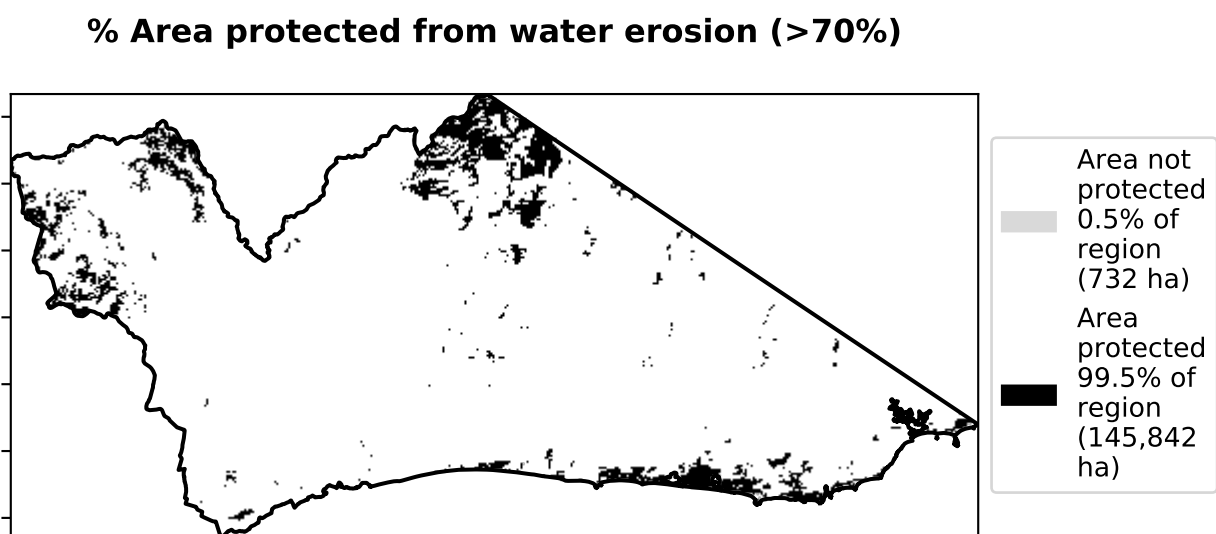 % Area protected from water erosion (>70%)
Area not
protected
0.5% of
region
(732 ha)
Area
protected
99.5% of
region
(145,842
ha)